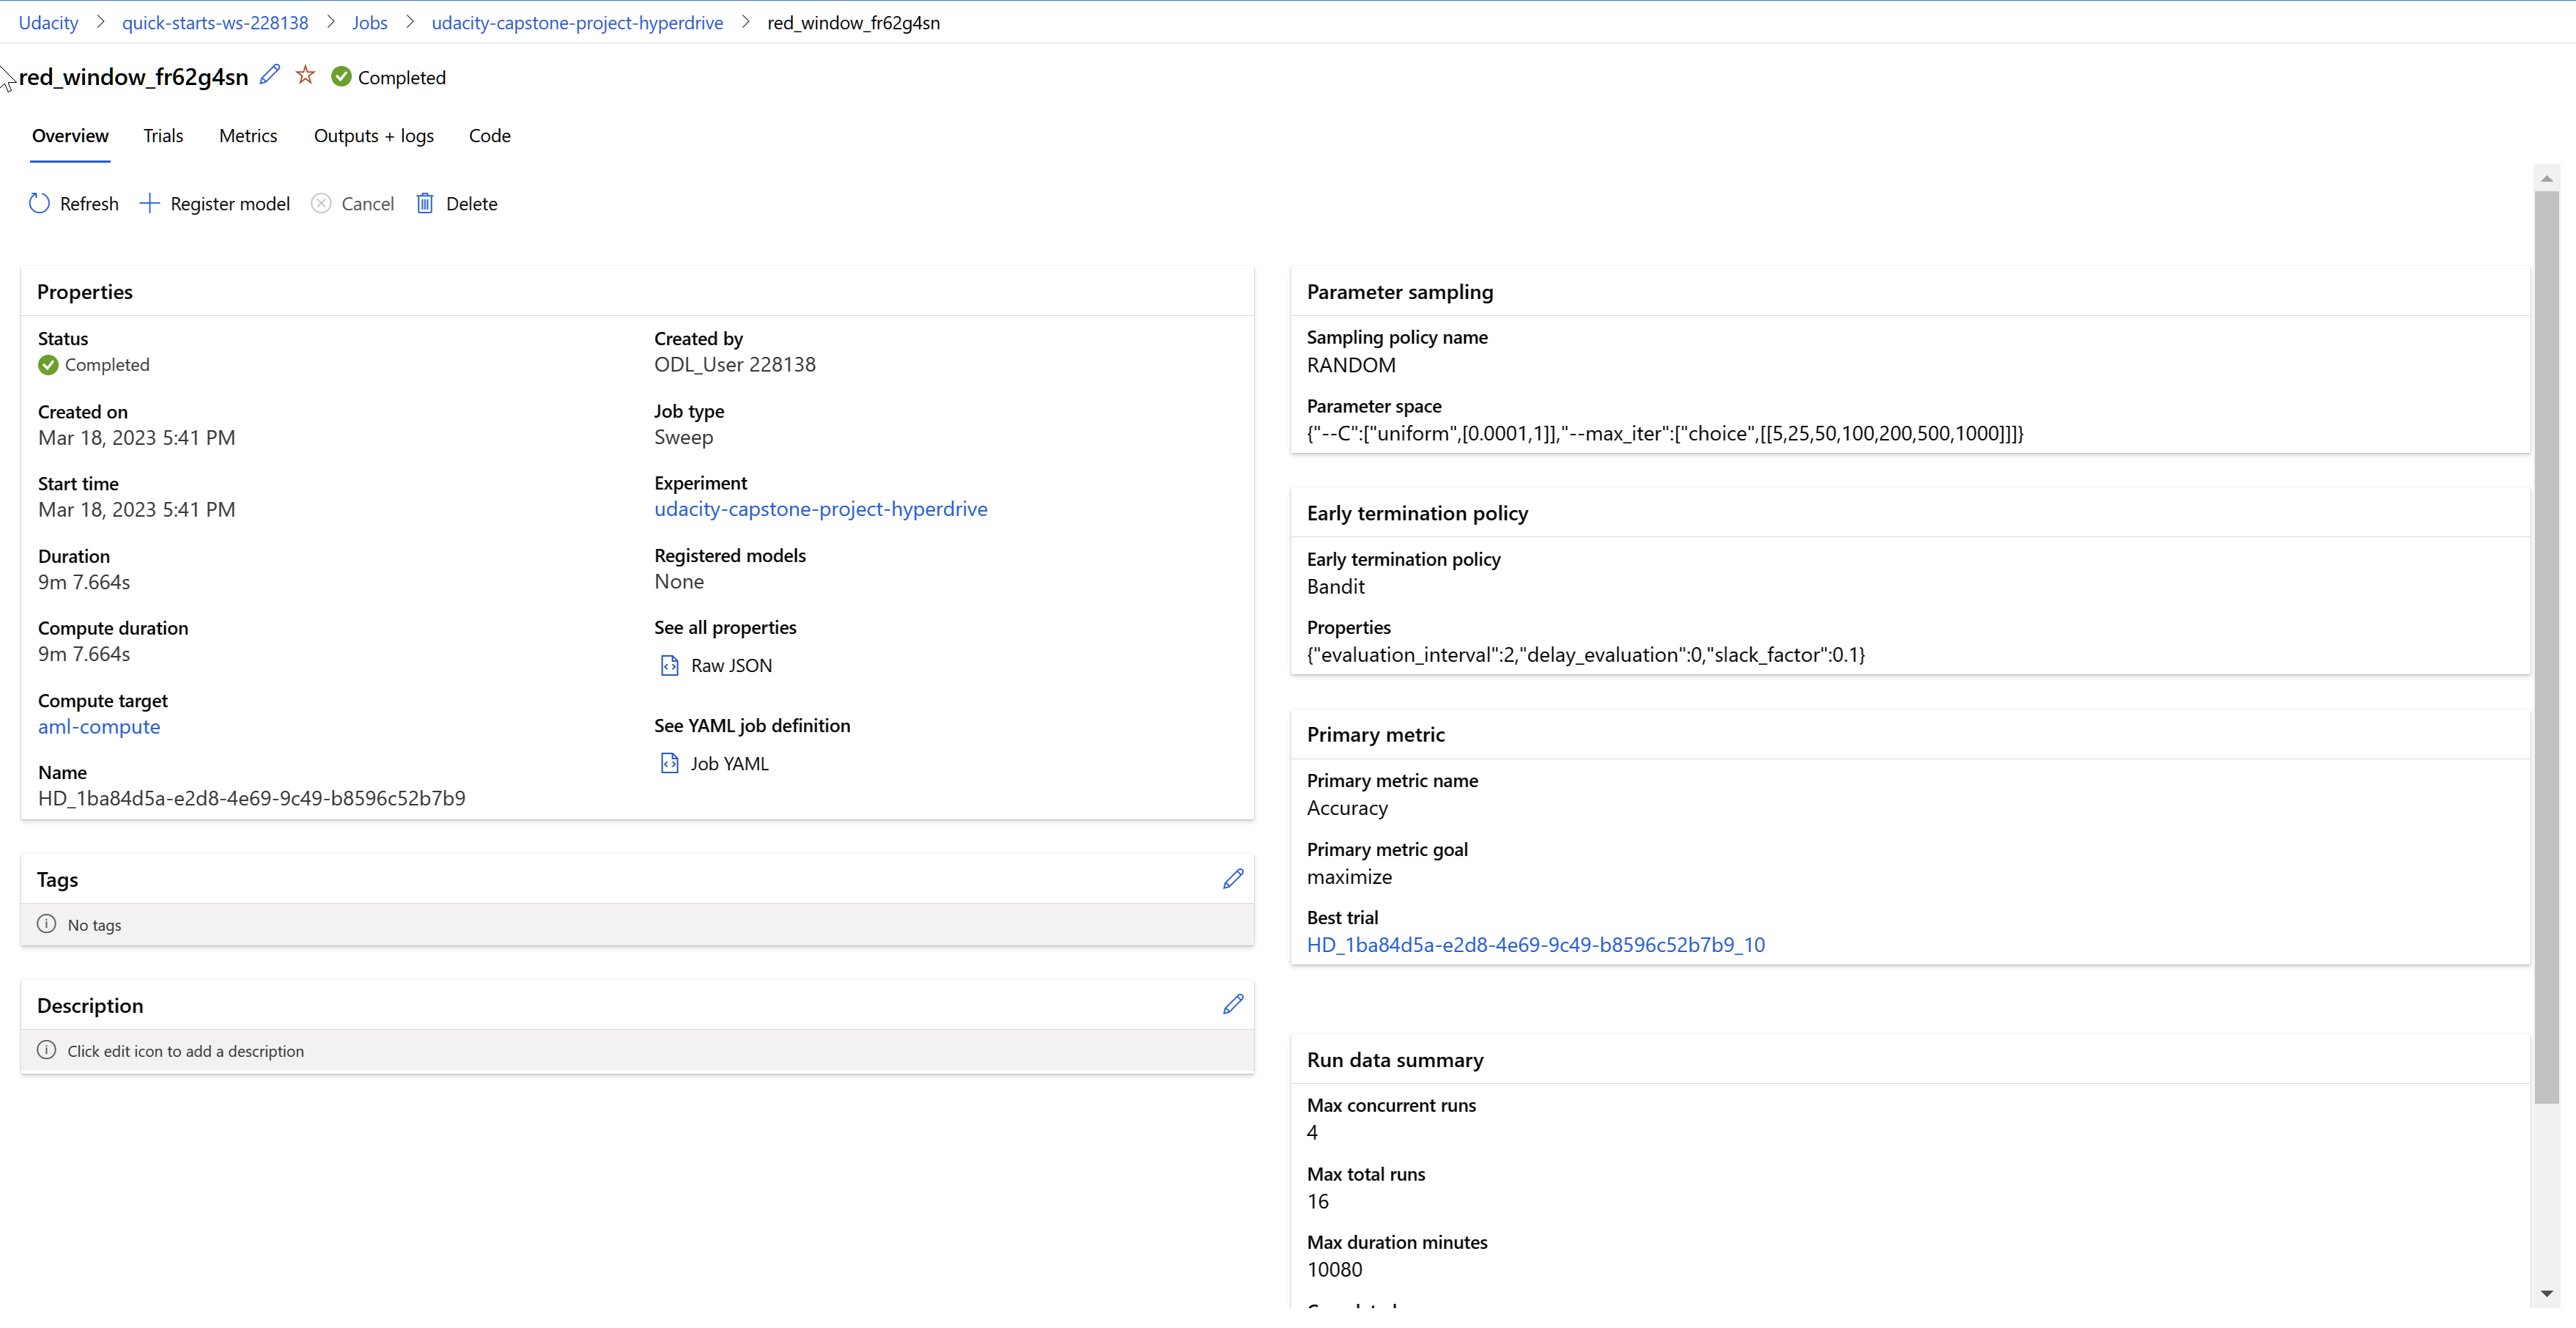 Udacity > quick-starts-ws-228138 > Jobs > udacity-capstone-project-hyperdrive > red_window_fr62g4sn
red_window_fr62g4sn Completed
Overview Trials Metrics Outputs + logs Code
Refresh Register model Cancel Delete
Properties
Status
Completed
Created on
Mar 18, 2023 5:41 PM
Start time
Mar 18, 2023 5:41 PM
Duration
9m 7.664s
Compute duration
9m 7.664s
Compute target
aml-compute
Name
HD_1ba84d5a-e2d8-4e69-9c49-b8596c52b7b9
Created by
ODL_User 228138
Job type
Sweep
Experiment
udacity-capstone-project-hyperdrive
Registered models
None
See all properties
Raw JSON
See YAML job definition
Job YAML
Tags
No tags
Description
Click edit icon to add a description
Parameter sampling
Sampling policy name
RANDOM
Parameter space
{"--C":["uniform",[0.0001,1]],"--max_iter":["choice",[[5,25,50,100,200,500,1000]]]}
Early termination policy
Early termination policy
Bandit
Properties
{"evaluation_interval":2,"delay_evaluation":0,"slack_factor":0.1}
Primary metric
Primary metric name
Accuracy
Primary metric goal
maximize
Best trial
HD_1ba84d5a-e2d8-4e69-9c49-b8596c52b7b9_10
Run data summary
Max concurrent runs
4
Max total runs
16
Max duration minutes
10080